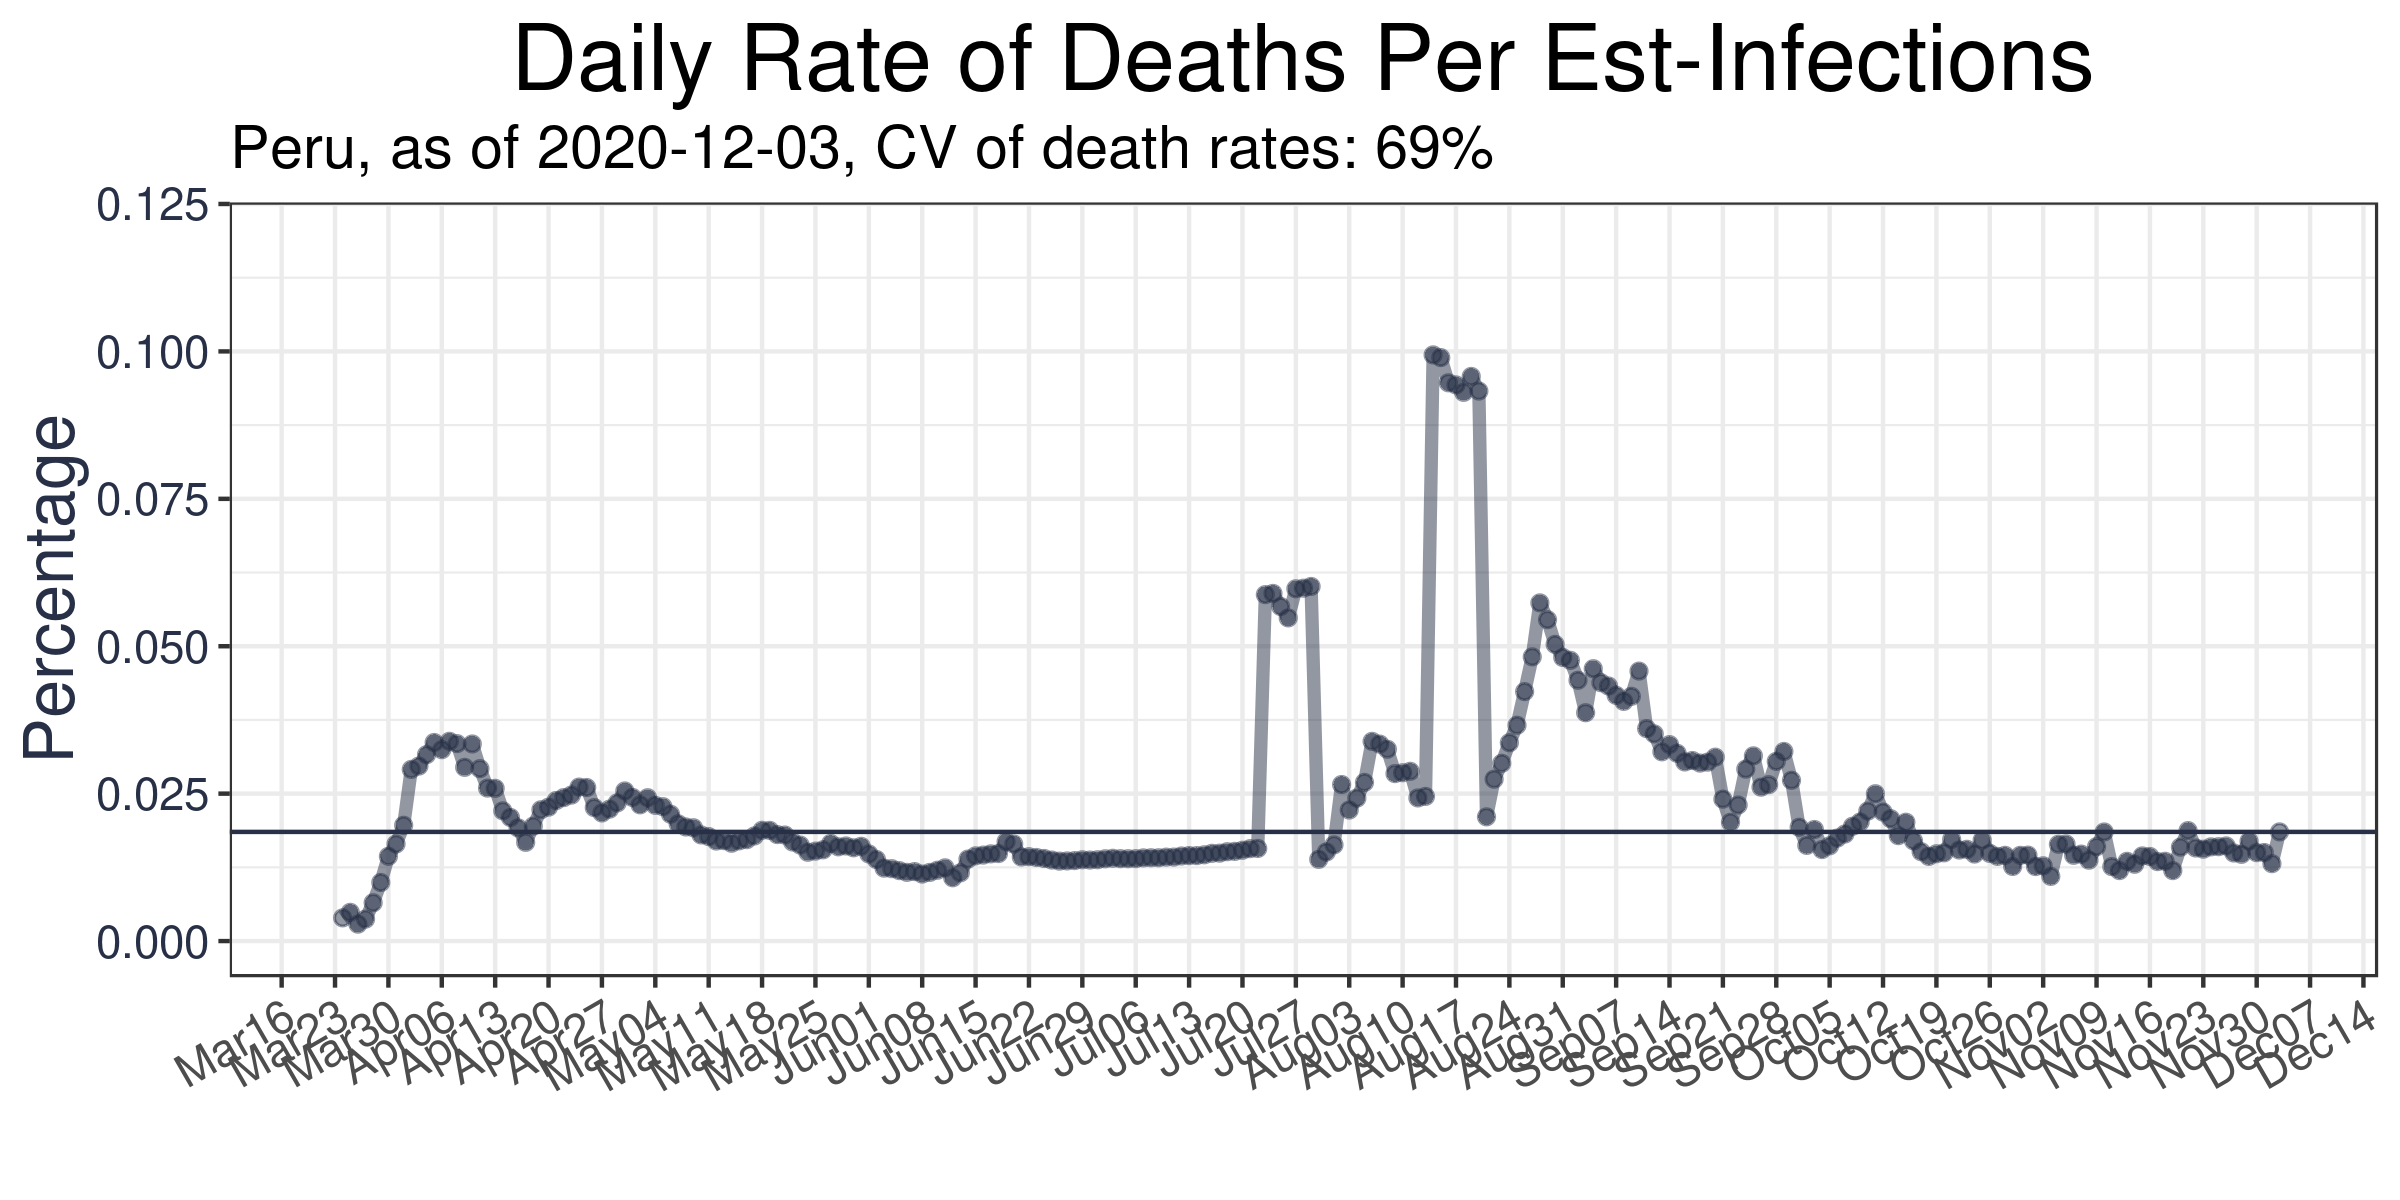 Daily Rate of Deaths Per Est-Infections
Peru, as of 2020-12-03, CV of death rates: 69%
Percentage
0.125
0.100
0.075
0.050
0.025
0.000
Mar16
Mar23
Mar30
Apr06
Apr13
Apr20
Apr27
May04
May11
May18
May25
Jun01
Jun08
Jun15
Jun22
Jun29
Jul06
Jul13
Jul20
Jul27
Aug03
Aug10
Aug17
Aug24
Aug31
Sep07
Sep14
Sep21
Sep28
Oct05
Oct12
Oct19
Oct26
Nov02
Nov09
Nov16
Nov23
Nov30
Dec07
Dec14